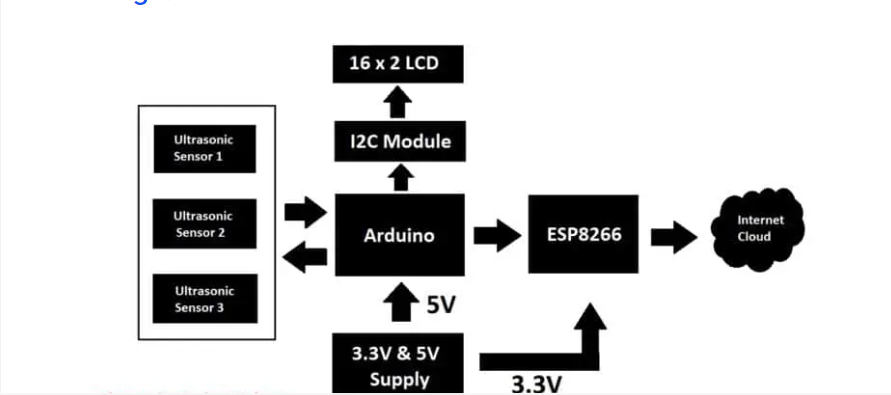 16 x 2 LCD
I2C Module
Ultrasonic
Sensor 1
Ultrasonic
Sensor 2
Ultrasonic
Sensor 3
Arduino
ESP8266
Internet
Cloud
5V
3.3V & 5V
Supply
3.3V